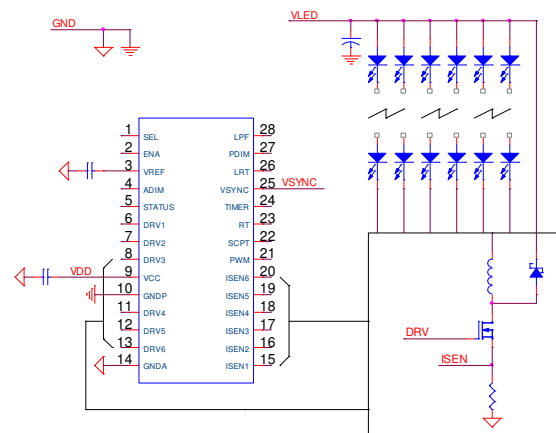 VLED
GND
1 SEL LPF 28
2 ENA PDIM 27
3 VREF LRT 26
4 ADIM VSYNC 25 VSYNC
5 STATUS TIMER 24
6 DRV1 RT 23
7 DRV2 SCPT 22
8 DRV3 PWM 21
VDD 9 VCC ISEN6 20
10 GNDP ISEN5 19
11 DRV4 ISEN4 18
12 DRV5 ISEN3 17
13 DRV6 ISEN2 16
14 GNDA ISEN1 15
DRV
ISEN